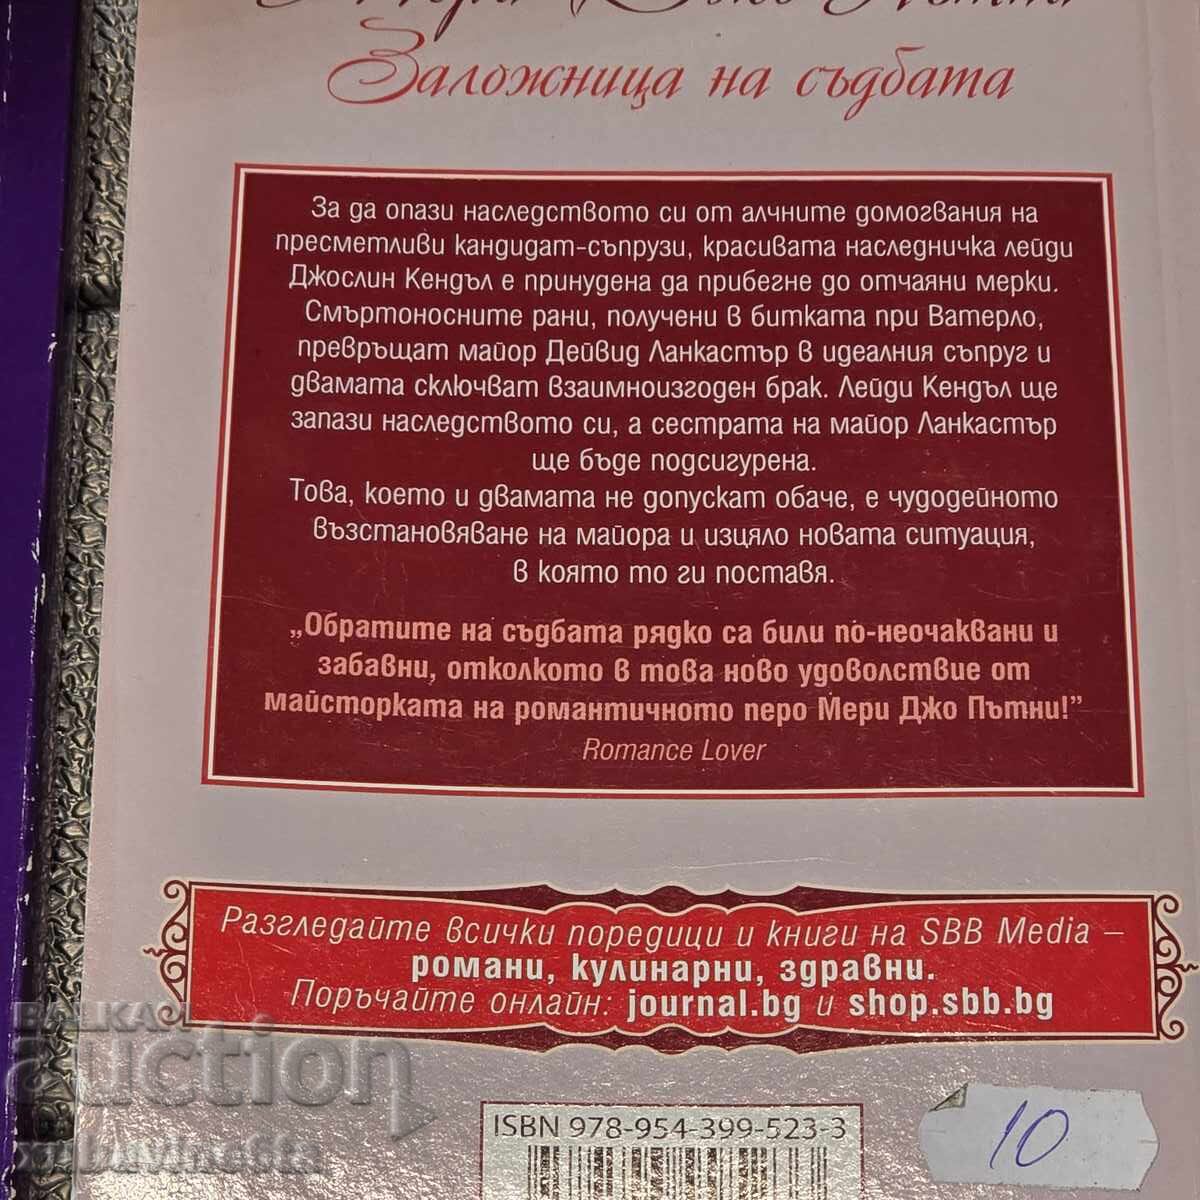 Мери Джо Пътни
Заложница на съдбата
За да опази наследството си от алчните домогвания на
пресметливи кандидат-съпрузи, красивата наследничка лейди
Джослин Кендъл е принудена да прибегне до отчаяни мерки.
Смъртоносните рани, получени в битката при Ватерло,
превръщат майор Дейвид Ланкастър в идеалния съпруг и
двамата сключват взаимноизгоден брак. Лейди Кендъл ще
запази наследството си, а сестрата на майор Ланкастър
ще бъде подсигурена.
Това, което и двамата не допускат обаче, е чудодейното
възстановяване на майора и изцяло новата ситуация,
в която то ги поставя.
„Обратите на съдбата рядко са били по-неочаквани и
забавни, отколкото в това ново удоволствие от
майсторката на романтичното перо Мери Джо Пътни!”
Romance Lover
Разгледайте всички поредици и книги на SBB Media –
романи, кулинарни, здравни.
Поръчайте онлайн: journal.bg и shop.sbb.bg
BALKAN
auction
ISBN 978-954-399-523-3
10